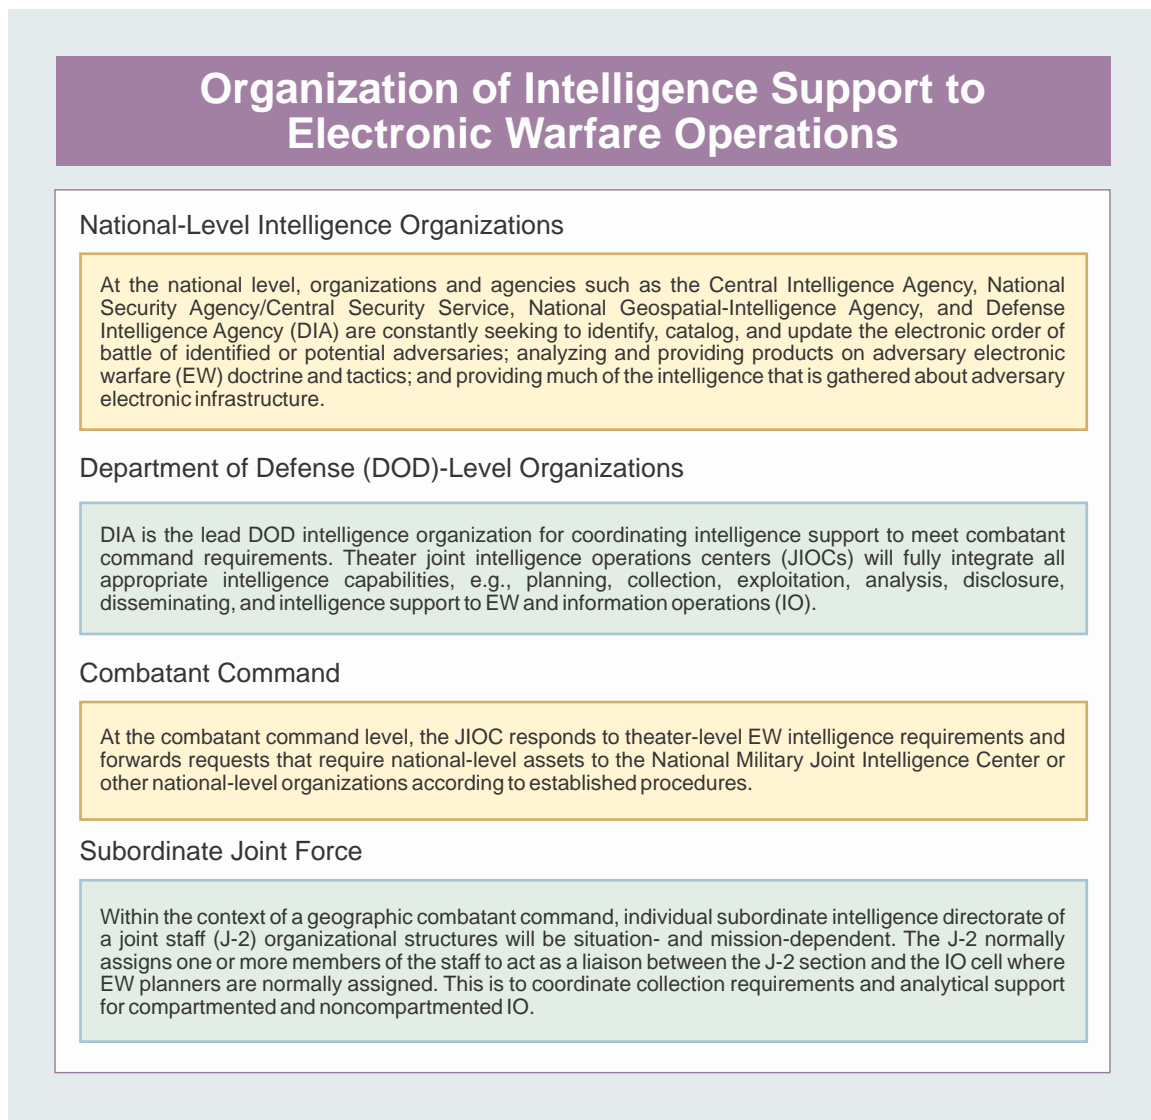 Organization of Intelligence Support to
Electronic Warfare Operations
National-Level Intelligence Organizations
At the national level, organizations and agencies such as the Central Intelligence Agency, National
Security Agency/Central Security Service, National Geospatial-Intelligence Agency, and Defense
Intelligence Agency (DIA) are constantly seeking to identify, catalog, and update the electronic order of
battle of identified or potential adversaries; analyzing and providing products on adversary electronic
warfare (EW) doctrine and tactics; and providing much of the intelligence that is gathered about adversary
electronic infrastructure.
Department of Defense (DOD)-Level Organizations
DIA is the lead DOD intelligence organization for coordinating intelligence support to meet combatant
command requirements. Theater joint intelligence operations centers (JIOCs) will fully integrate all
appropriate intelligence capabilities, e.g., planning, collection, exploitation, analysis, disclosure,
disseminating, and intelligence support to EW and information operations (IO).
Combatant Command
At the combatant command level, the JIOC responds to theater-level EW intelligence requirements and
forwards requests that require national-level assets to the National Military Joint Intelligence Center or
other national-level organizations according to established procedures.
Subordinate Joint Force
Within the context of a geographic combatant command, individual subordinate intelligence directorate of
a joint staff (J-2) organizational structures will be situation- and mission-dependent. The J-2 normally
assigns one or more members of the staff to act as a liaison between the J-2 section and the IO cell where
EW planners are normally assigned. This is to coordinate collection requirements and analytical support
for compartmented and noncompartmented IO.